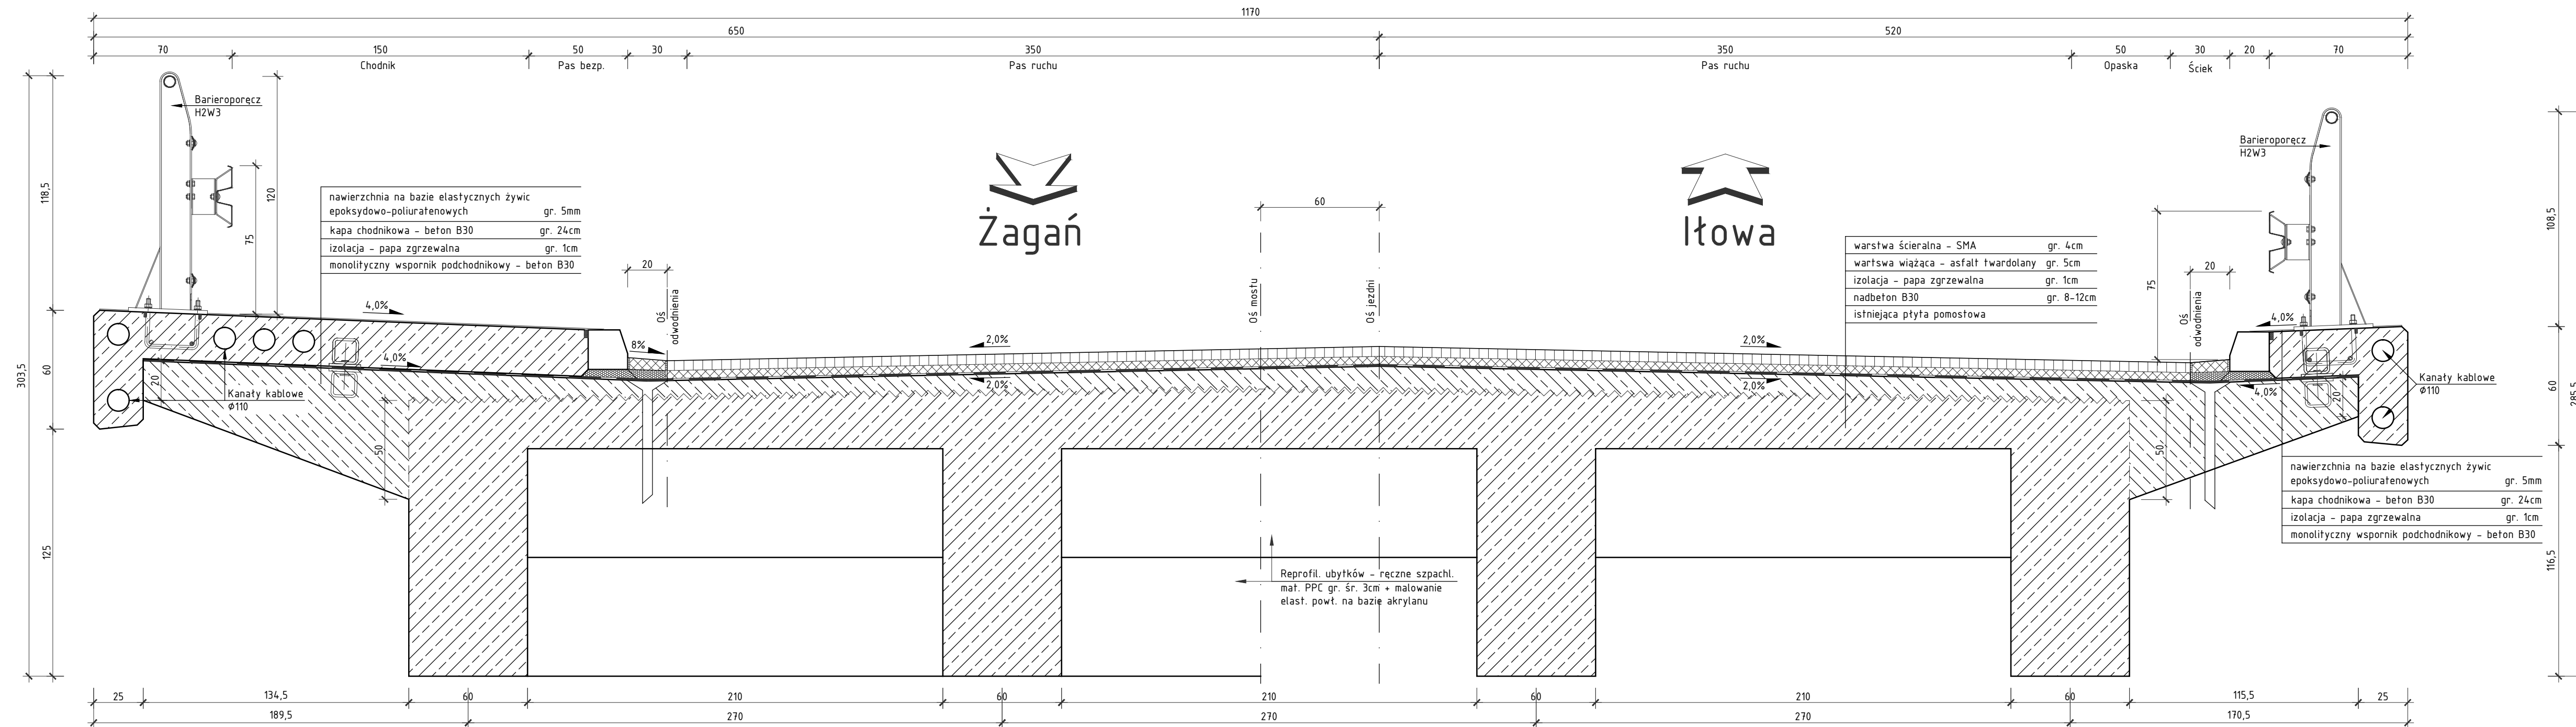 1170
650 520
70 150 50 30 350 350 50 30 20 70
Chodnik Pas bezp. Pas ruchu Pas ruchu Opaska Ściek
Barieroporęcz
H2W3
Barieroporęcz
H2W3
303,5
118,5
60
125
120
75
nawierzchnia na bazie elastycznych żywic
epoksydowo-poliuratenowych gr. 5mm
kapa chodnikowa - beton B30 gr. 24cm
izolacja - papa zgrzewalna gr. 1cm
monolityczny wspornik podchodnikowy - beton B30
Żagań
Iłowa
60
20
Oś
odwodnienia
Oś mostu
Oś jezdni
warstwa ścieralna - SMA gr. 4cm
wartswa wiążąca - asfalt twardolany gr. 5cm
izolacja - papa zgrzewalna gr. 1cm
nadbeton B30 gr. 8-12cm
istniejąca płyta pomostowa
75
20
Oś
odwodnienia
108,5
60
285,5
116,5
4,0%
8%
2,0%
2,0%
4,0%
4,0%
2,0%
2,0%
4,0%
20
Kanały kablowe
Ø110
50
Kanały kablowe
Ø110
20
50
nawierzchnia na bazie elastycznych żywic
epoksydowo-poliuratenowych gr. 5mm
kapa chodnikowa - beton B30 gr. 24cm
izolacja - papa zgrzewalna gr. 1cm
monolityczny wspornik podchodnikowy - beton B30
Reprofil. ubytków - ręczne szpachl.
mat. PPC gr. śr. 3cm + malowanie
elast. powł. na bazie akrylanu
25 134,5 60 210 60 210 60 210 60 115,5 25
189,5 270 270 270 170,5